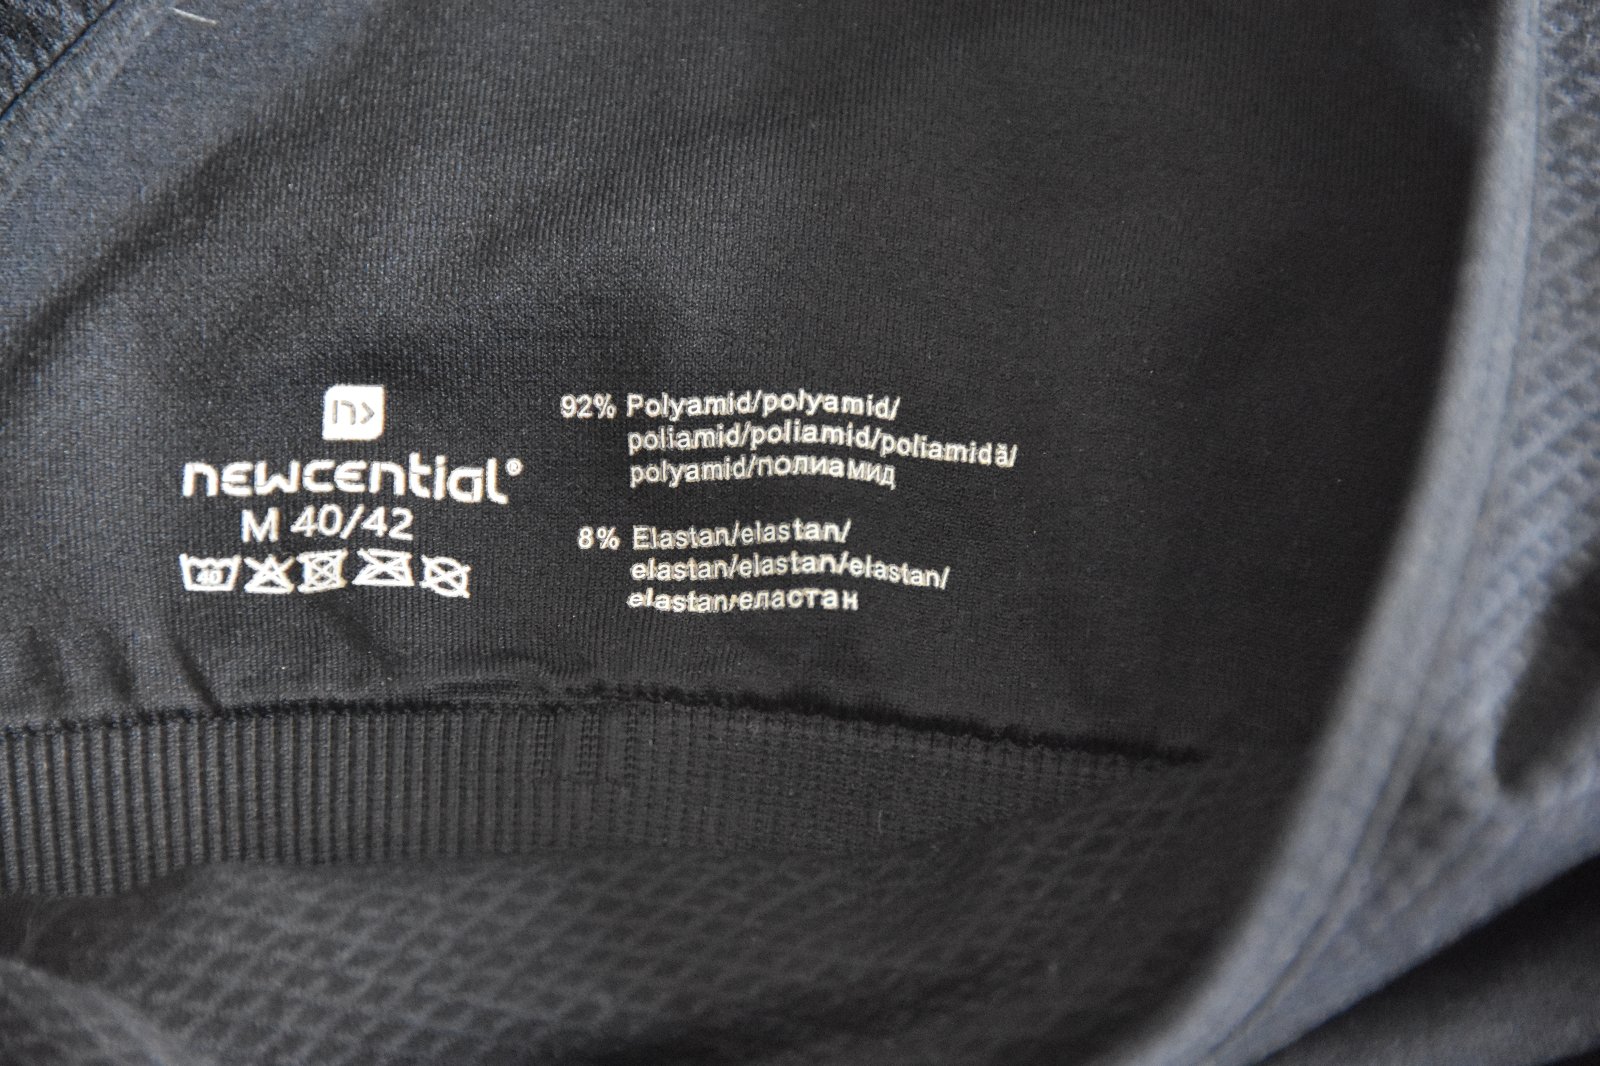 n>
newcential®
M 40/42
40
92% Polyamid/polyamid/
poliamid/poliamid/poliamidă/
polyamid/полиамид
8% Elastan/elastan/
elastan/elastan/elastan/
elastan/еластан